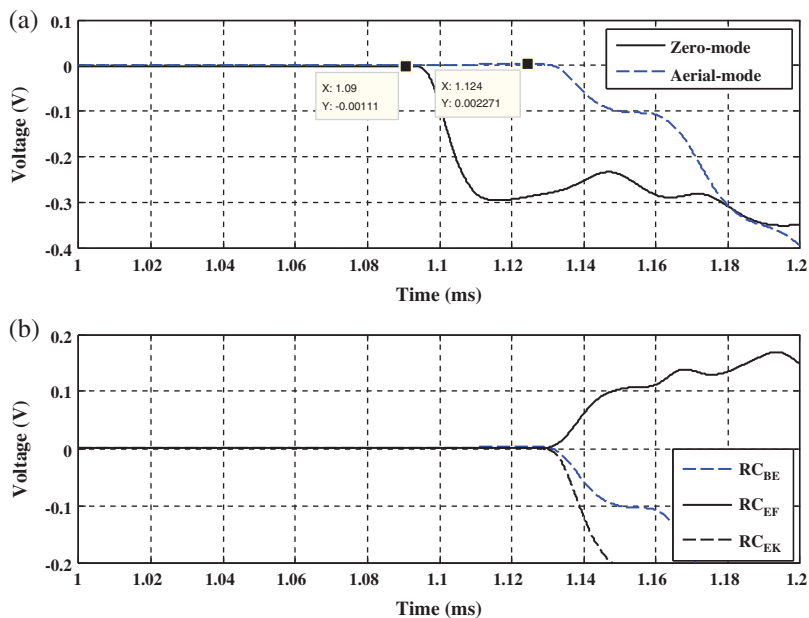 (a)
0.1
0
-0.1
-0.2
-0.3
-0.4
Voltage (V)
X: 1.09
Y: -0.00111
X: 1.124
Y: 0.002271
Zero-mode
Aerial-mode
1 1.02 1.04 1.06 1.08 1.1 1.12 1.14 1.16 1.18 1.2
Time (ms)
(b)
0.2
0.1
0
-0.1
-0.2
Voltage (V)
RC_BE
RC_EF
RC_EK
1 1.02 1.04 1.06 1.08 1.1 1.12 1.14 1.16 1.18 1.2
Time (ms)